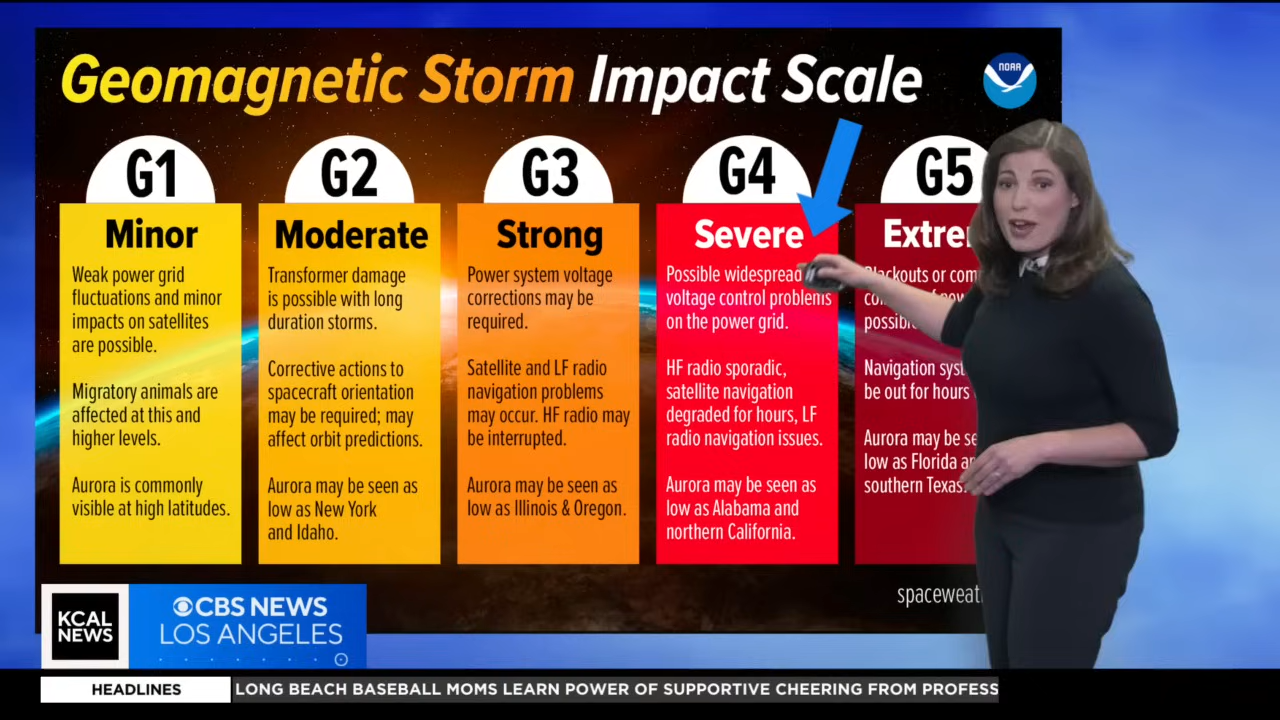 Geomagnetic Storm Impact Scale
NOAA
G1
Minor
Weak power grid
fluctuations and minor
impacts on satellites
are possible.
Migratory animals are
affected at this and
higher levels.
Aurora is commonly
visible at high latitudes.
G2
Moderate
Transformer damage
is possible with long
duration storms.
Corrective actions to
spacecraft orientation
may be required; may
affect orbit predictions.
Aurora may be seen as
low as New York
and Idaho.
G3
Strong
Power system voltage
corrections may be
required.
Satellite and LF radio
navigation problems
may occur. HF radio may
be interrupted.
Aurora may be seen as
low as Illinois & Oregon.
G4
Severe
Possible widespread
voltage control problems
on the power grid.
HF radio sporadic,
satellite navigation
degraded for hours, LF
radio navigation issues.
Aurora may be seen as
low as Alabama and
northern California.
G5
Extre
Blackouts or com
possib
Navigation syst
be out for hours
Aurora may be se
low as Florida a
southern Texas.
spaceweat
KCAL
NEWS
CBS NEWS
LOS ANGELES
HEADLINES
LONG BEACH BASEBALL MOMS LEARN POWER OF SUPPORTIVE CHEERING FROM PROFESS